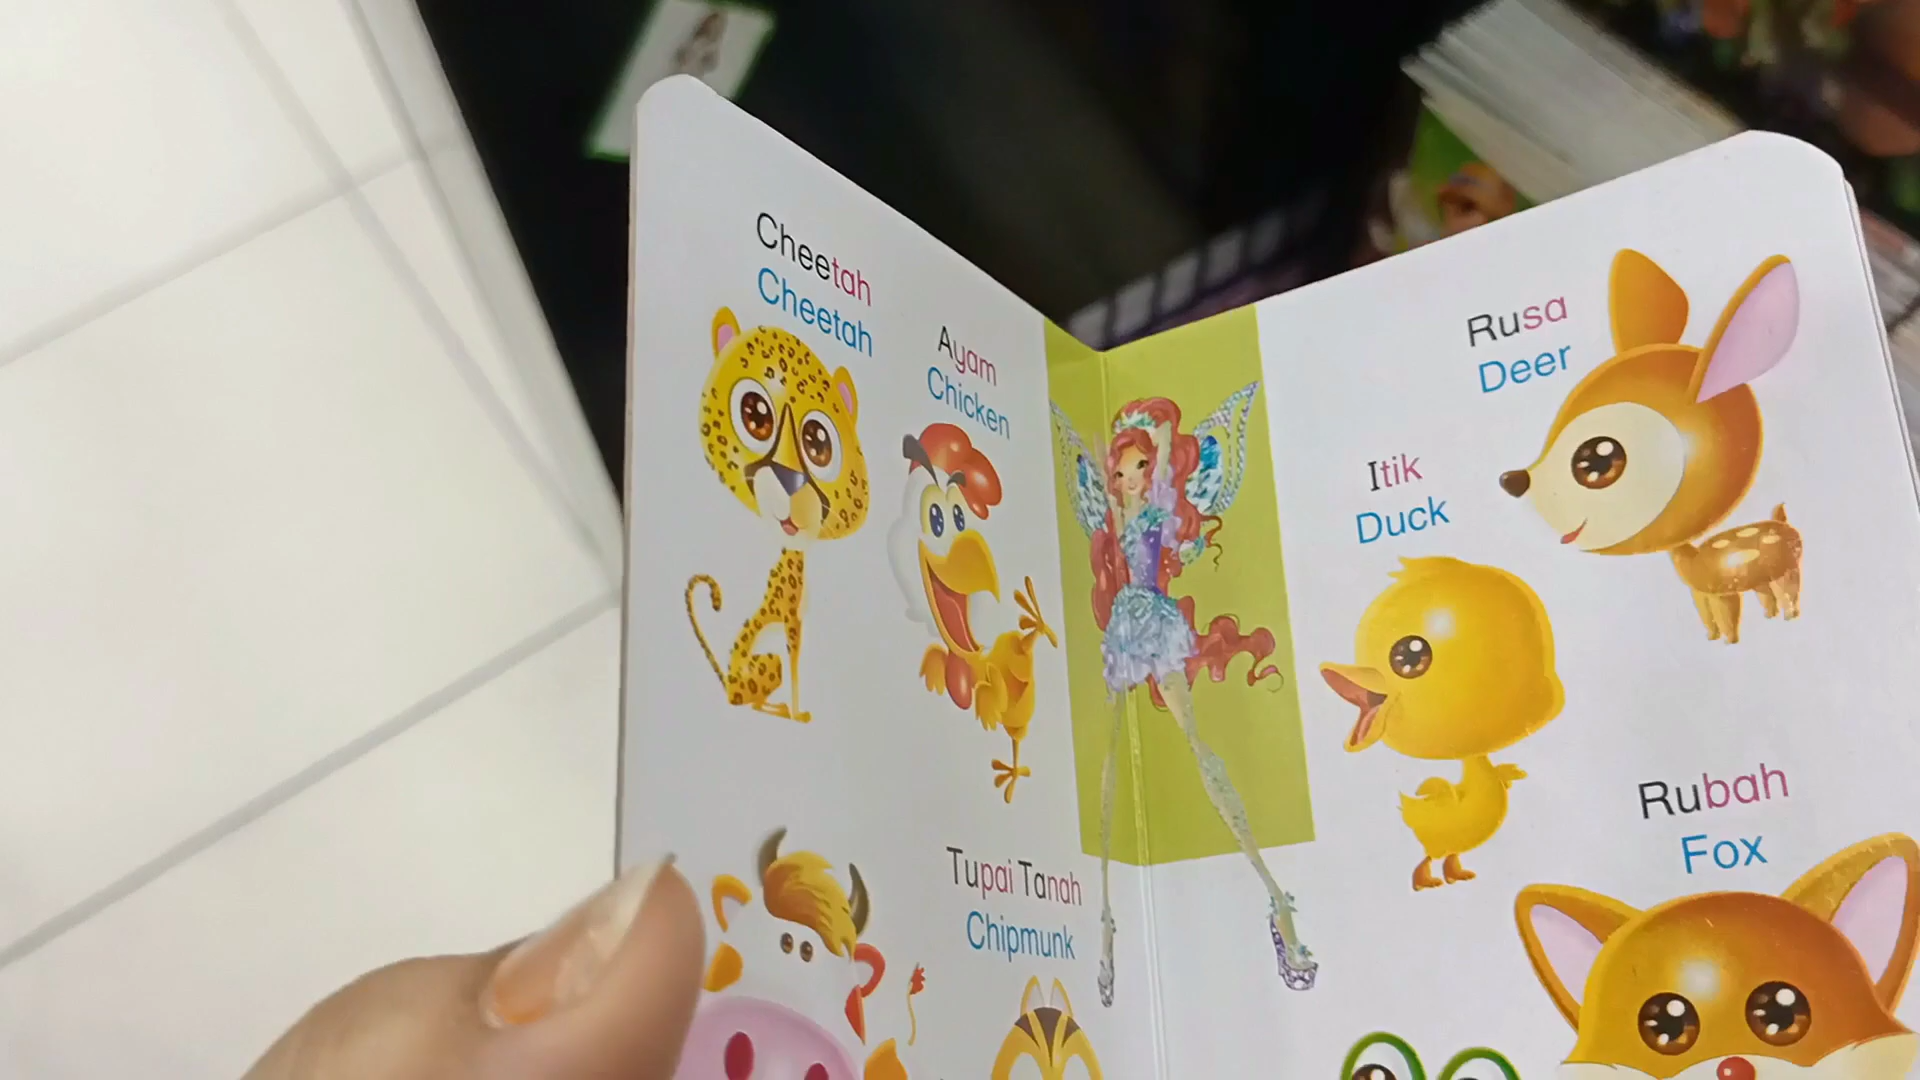 Cheetah
Cheetah
Ayam
Chicken
Tupai Tanah
Chipmunk
Rusa
Deer
Itik
Duck
Rubah
Fox